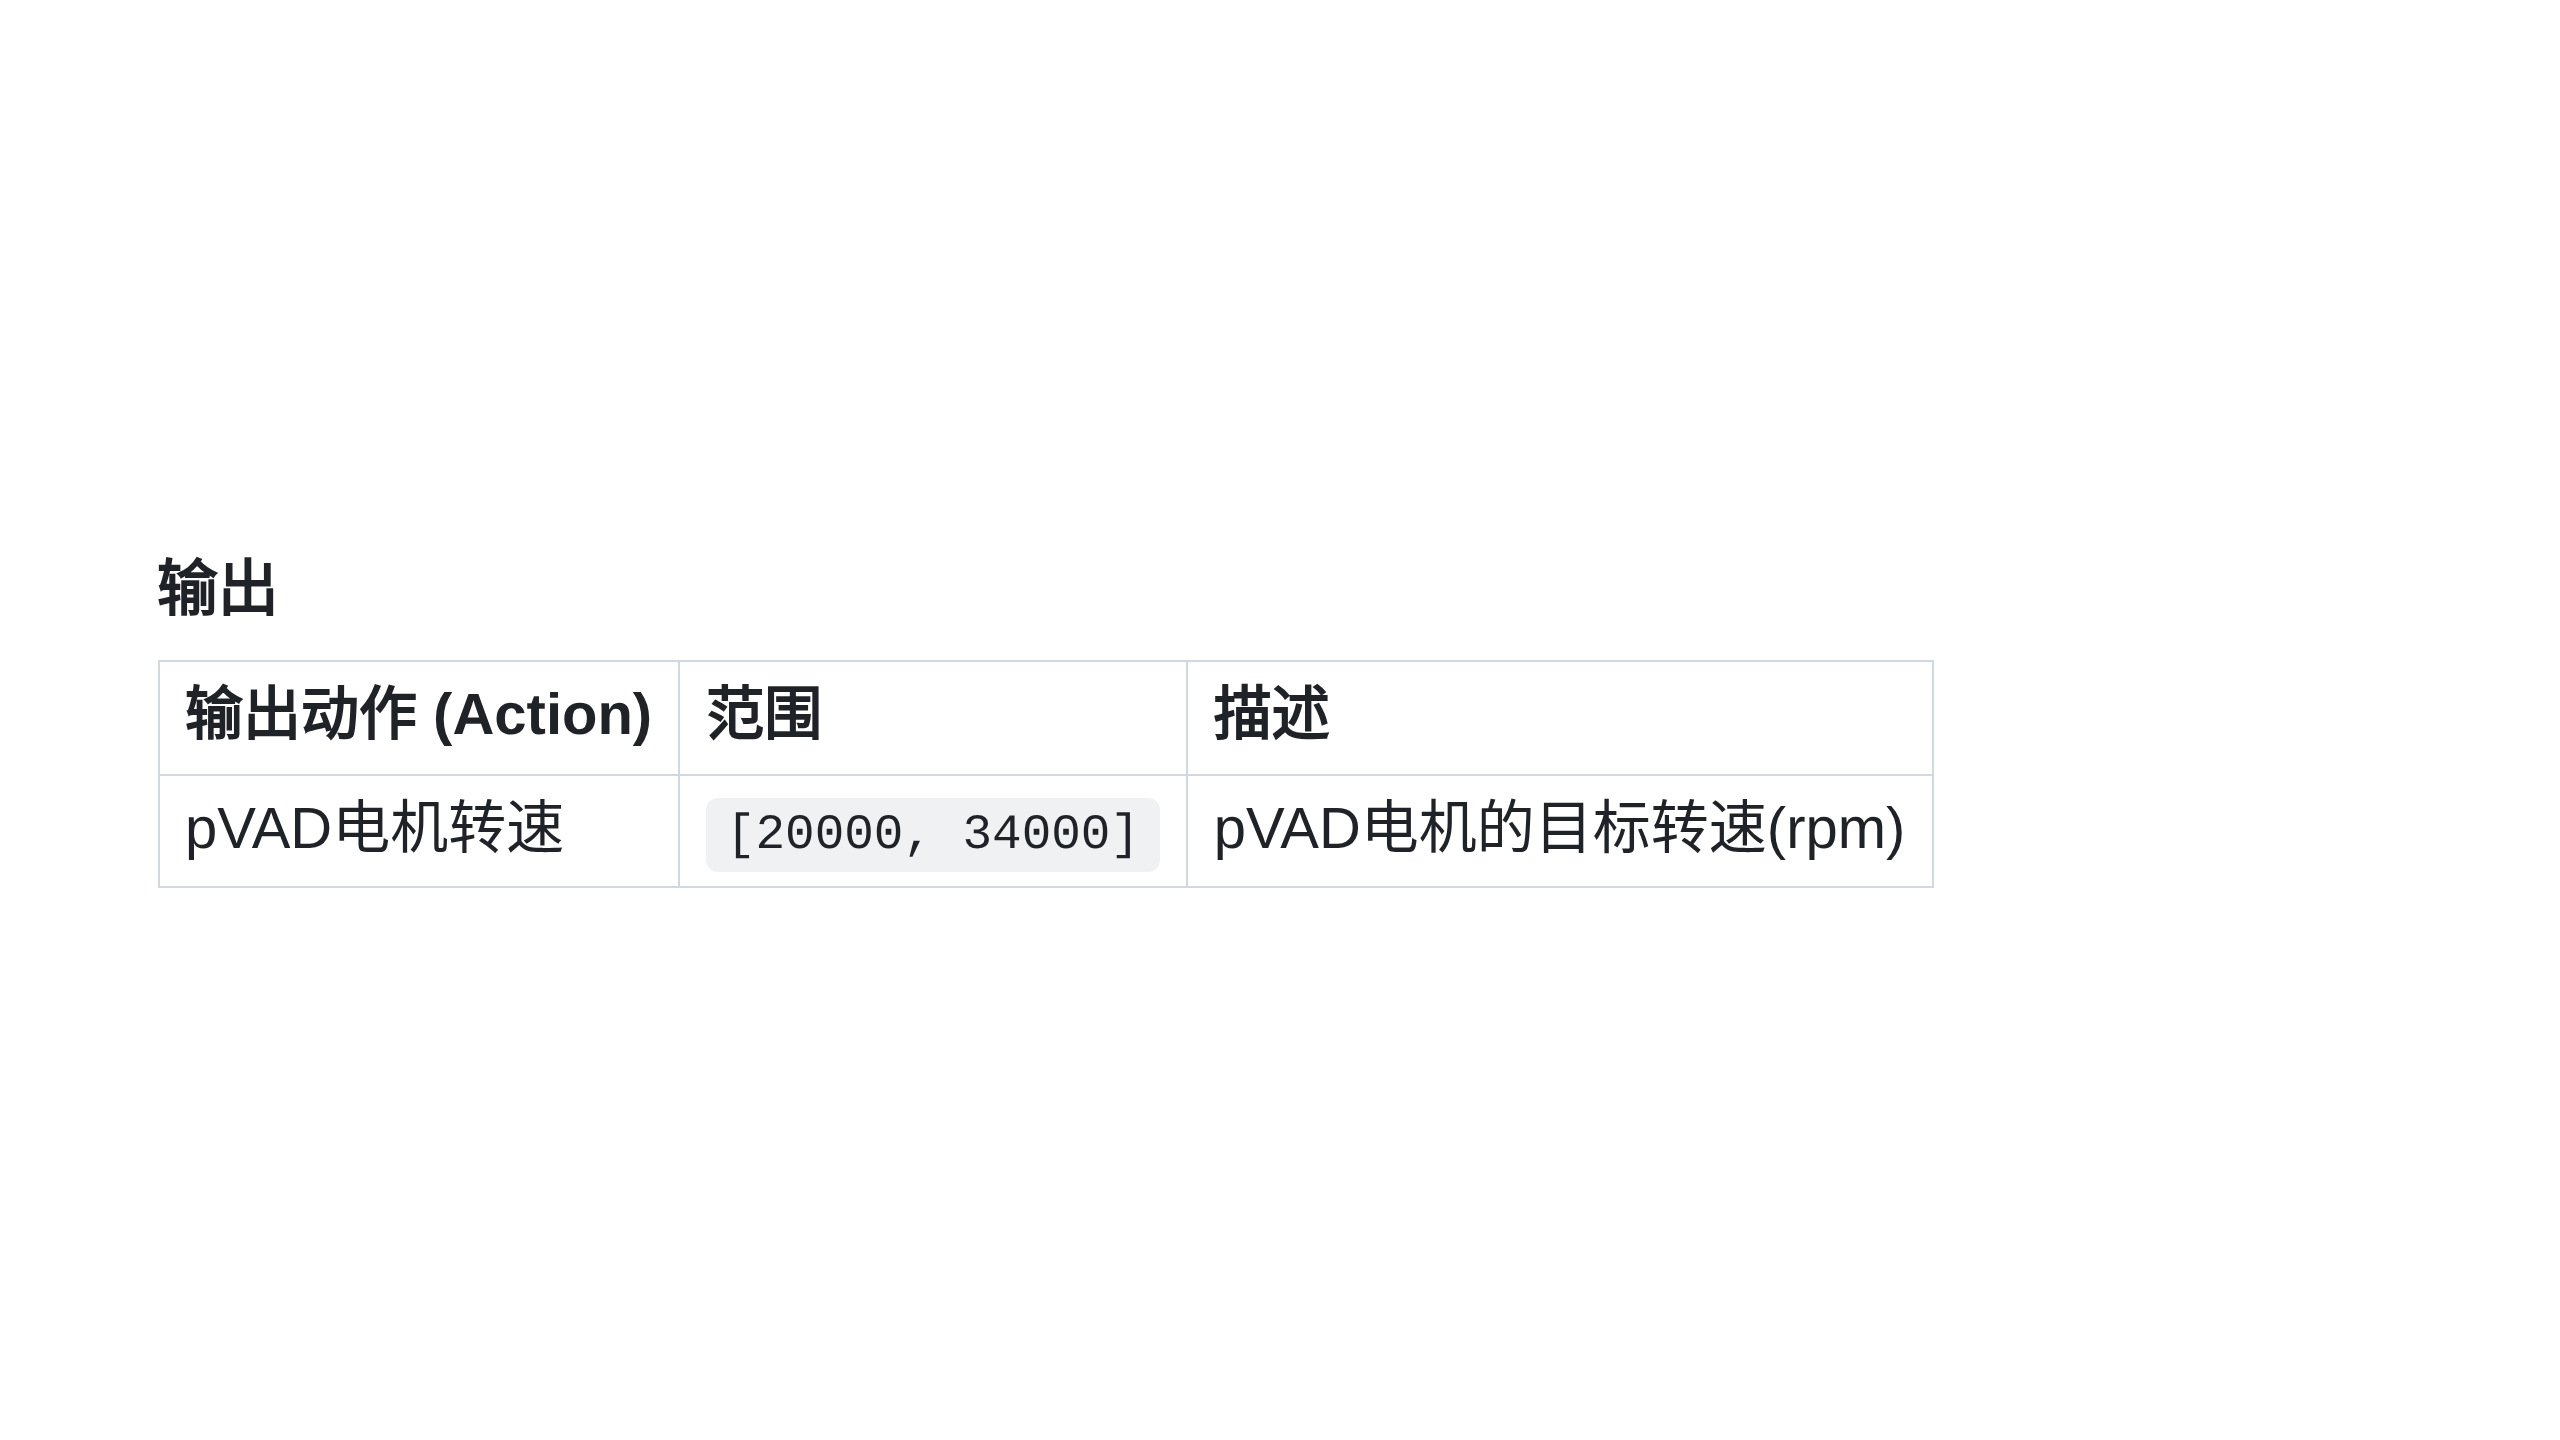 输出
输出动作 (Action) 范围 描述
pVAD电机转速 [20000, 34000] pVAD电机的目标转速(rpm)